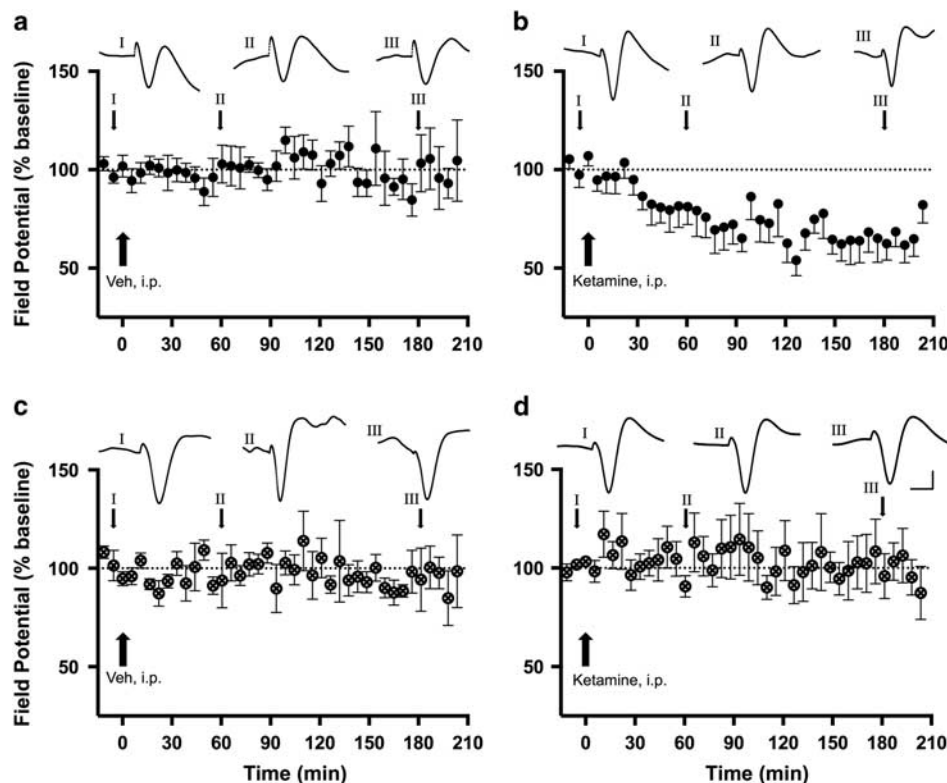 a
I II III
150
I II III
100
50
Veh, i.p.
0 30 60 90 120 150 180 210
Field Potential (% baseline)
b
I II III
150
I II III
100
50
Ketamine, i.p.
0 30 60 90 120 150 180 210
c
I II III
150
I II III
100
50
Veh, i.p.
0 30 60 90 120 150 180 210
Field Potential (% baseline)
Time (min)
d
I II III
150
I II III
100
50
Ketamine, i.p.
0 30 60 90 120 150 180 210
Time (min)